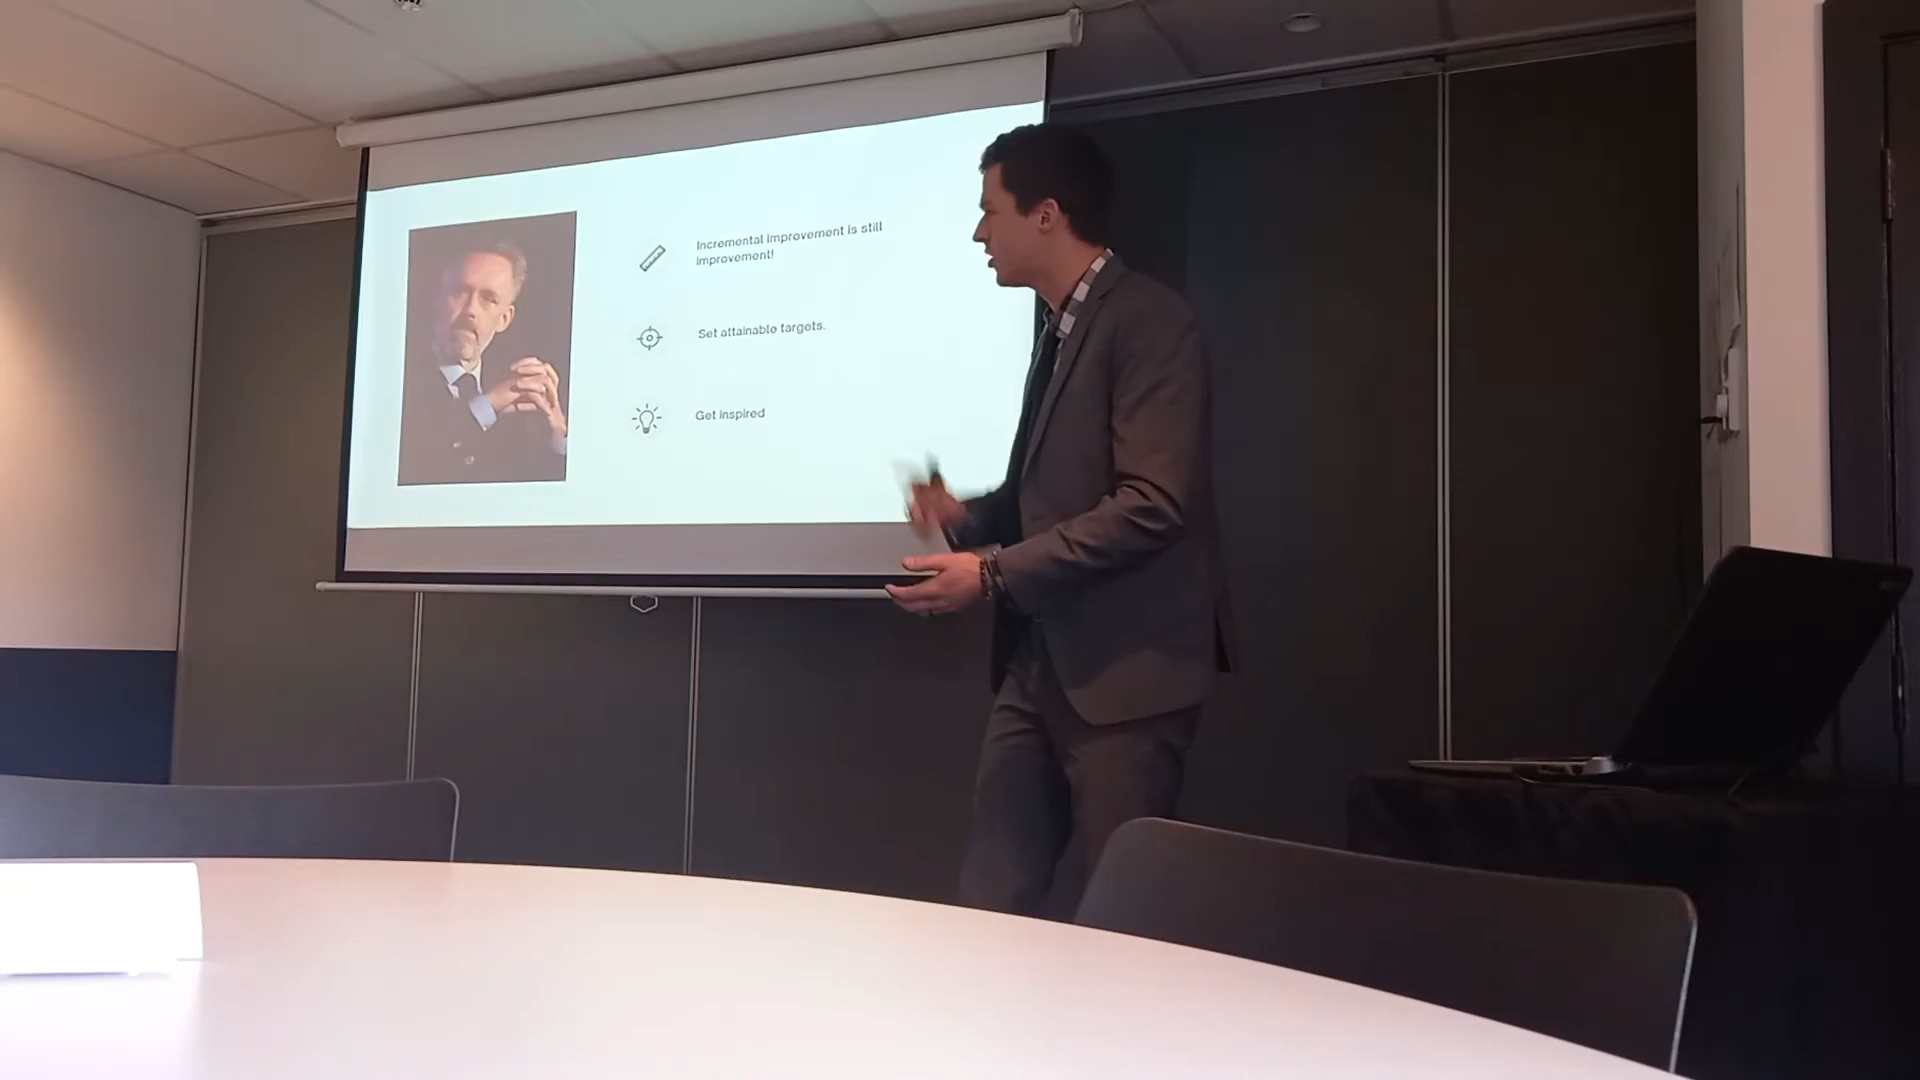 Incremental improvement is still
improvement!
Set attainable targets.
Get inspired